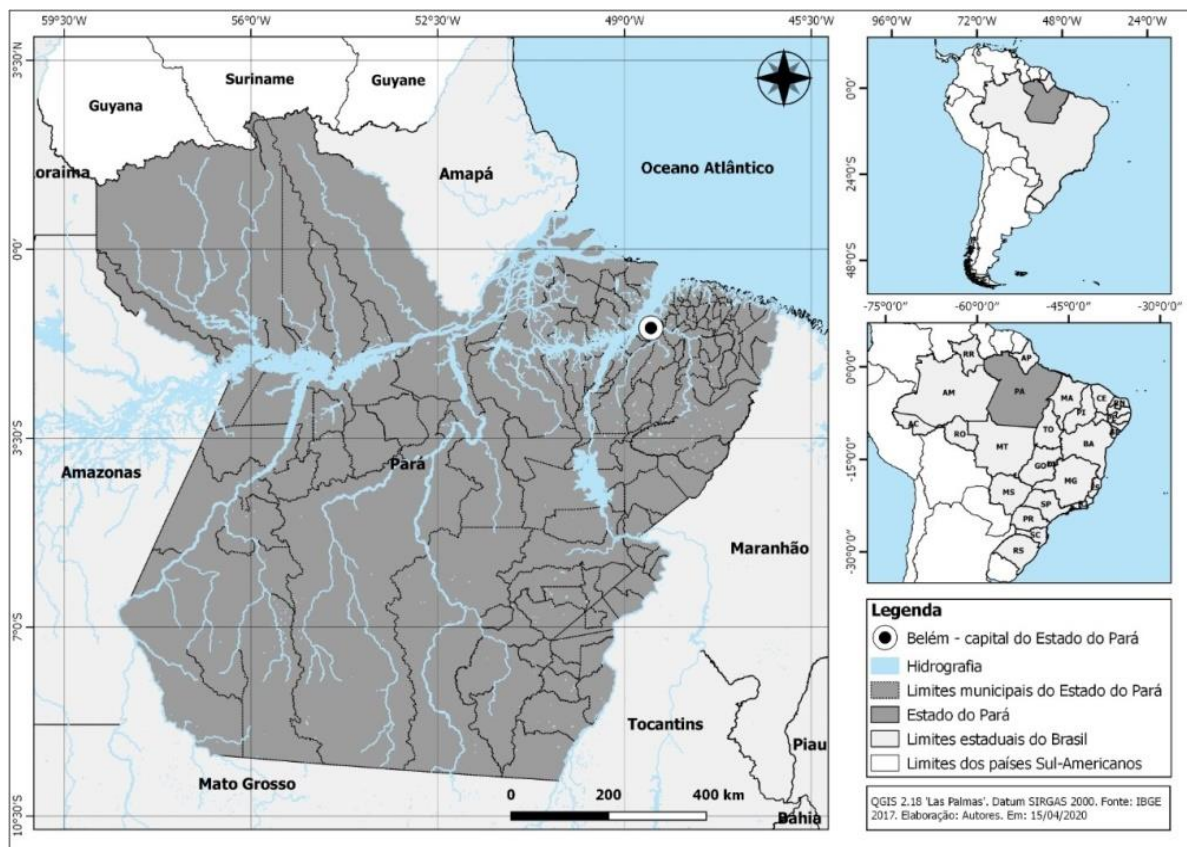 59°30'W 56°0'W 52°30'W 49°0'W 45°30'W
3°30'N
0°0'
3°30'S
7°0'S
10°30'S
Suriname
Guyane
Guyana
oraima
Amapá
Oceano Atlântico
Amazonas
Pará
Maranhão
Tocantins
Piau
Mato Grosso
Bahia
0 200 400 km
96°0'W 72°0'W 48°0'W 24°0'W
0°0'
24°0'S
48°0'S
-75°0'W -60°0'W -45°0'W -30°0'W
0°0'0"
-15°0'S
-30°0'S
RR
AP
AM
PA
MA
CE
PI
AC
RO
TO
MT
BA
GO
MG
MS
SP
PR
SC
RS
Legenda
Belém - capital do Estado do Pará
Hidrografia
Limites municipais do Estado do Pará
Estado do Pará
Limites estaduais do Brasil
Limites dos países Sul-Americanos
QGIS 2.18 'Las Palmas'. Datum SIRGAS 2000. Fonte: IBGE
2017. Elaboração: Autores. Em: 15/04/2020